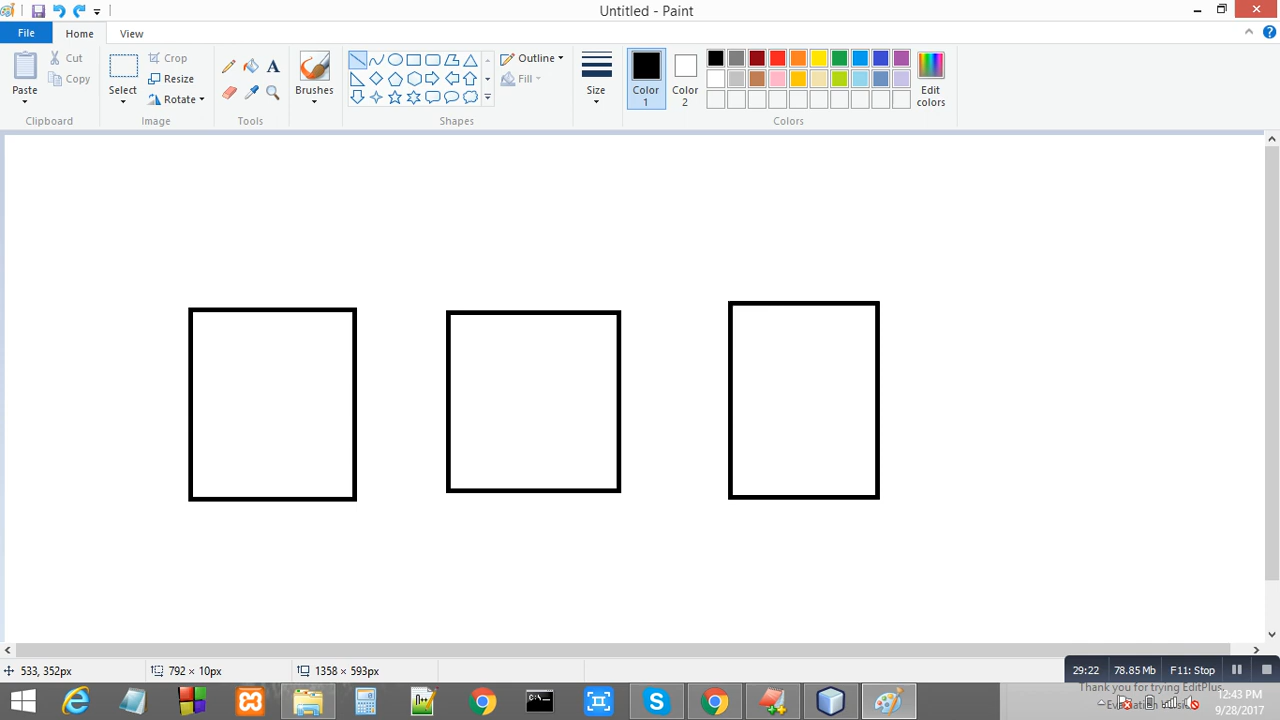 Untitled - Paint
File
Home
View
Paste
Cut
Copy
Clipboard
Select
Crop
Resize
Rotate
Image
A
Tools
Brushes
Outline
Fill
Shapes
Size
Color 1
Color 2
Edit colors
Colors
533, 352px
792 × 10px
1358 × 593px
29:22
78.85 Mb
F11: Stop
Thank you for trying EditPlus
12:43 PM
9/28/2017